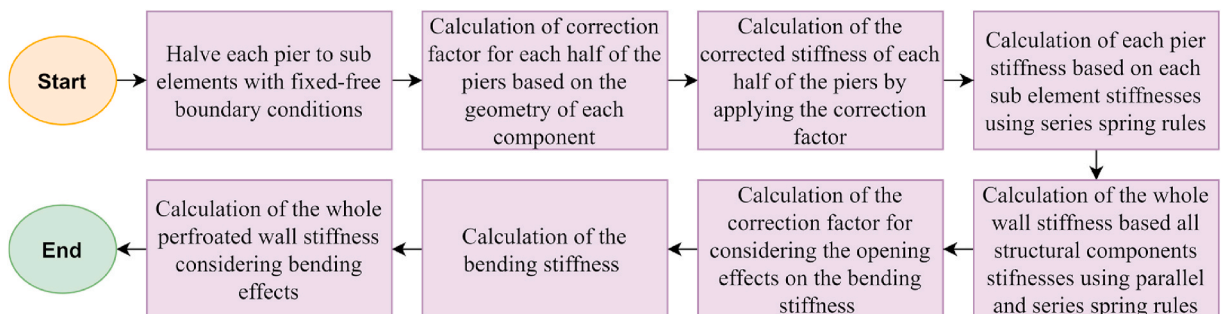 Start
Halve each pier to sub
elements with fixed-free
boundary conditions
Calculation of correction
factor for each half of the
piers based on the
geometry of each
component
Calculation of the
corrected stiffness of each
half of the piers by
applying the correction
factor
Calculation of each pier
stiffness based on each
sub element stiffnesses
using series spring rules
Calculation of the whole
wall stiffness based all
structural components
stifnesses using parallel
and series spring rules
Calculation of the
correction factor for
considering the opening
effects on the bending
stiffness
Calculation of the
bending stiffness
Calculation of the whole
perfroated wall stiffness
considering bending
effects
End